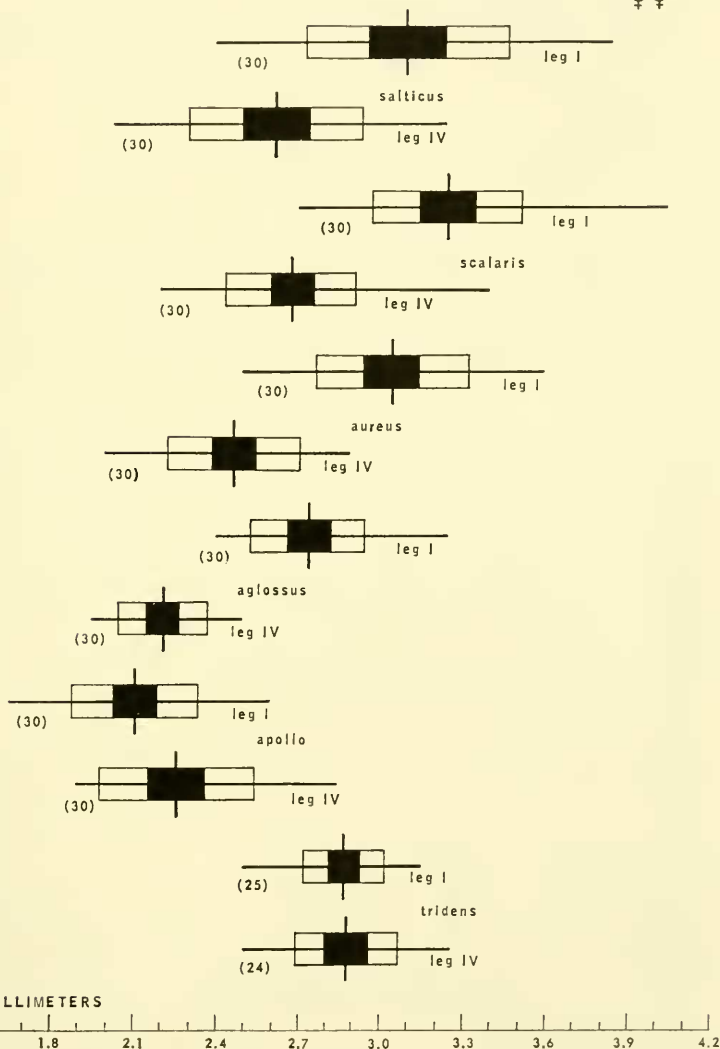 ♀ ♀
(30) leg I
salticus
(30) leg IV
(30) leg I
scalaris
(30) leg IV
(30) leg I
aureus
(30) leg IV
(30) leg I
aglossus
(30) leg IV
(30) leg I
apollo
(30) leg IV
(25) leg I
tridens
(24) leg IV
LLIMETERS
1.8 2.1 2.4 2.7 3.0 3.3 3.6 3.9 4.2